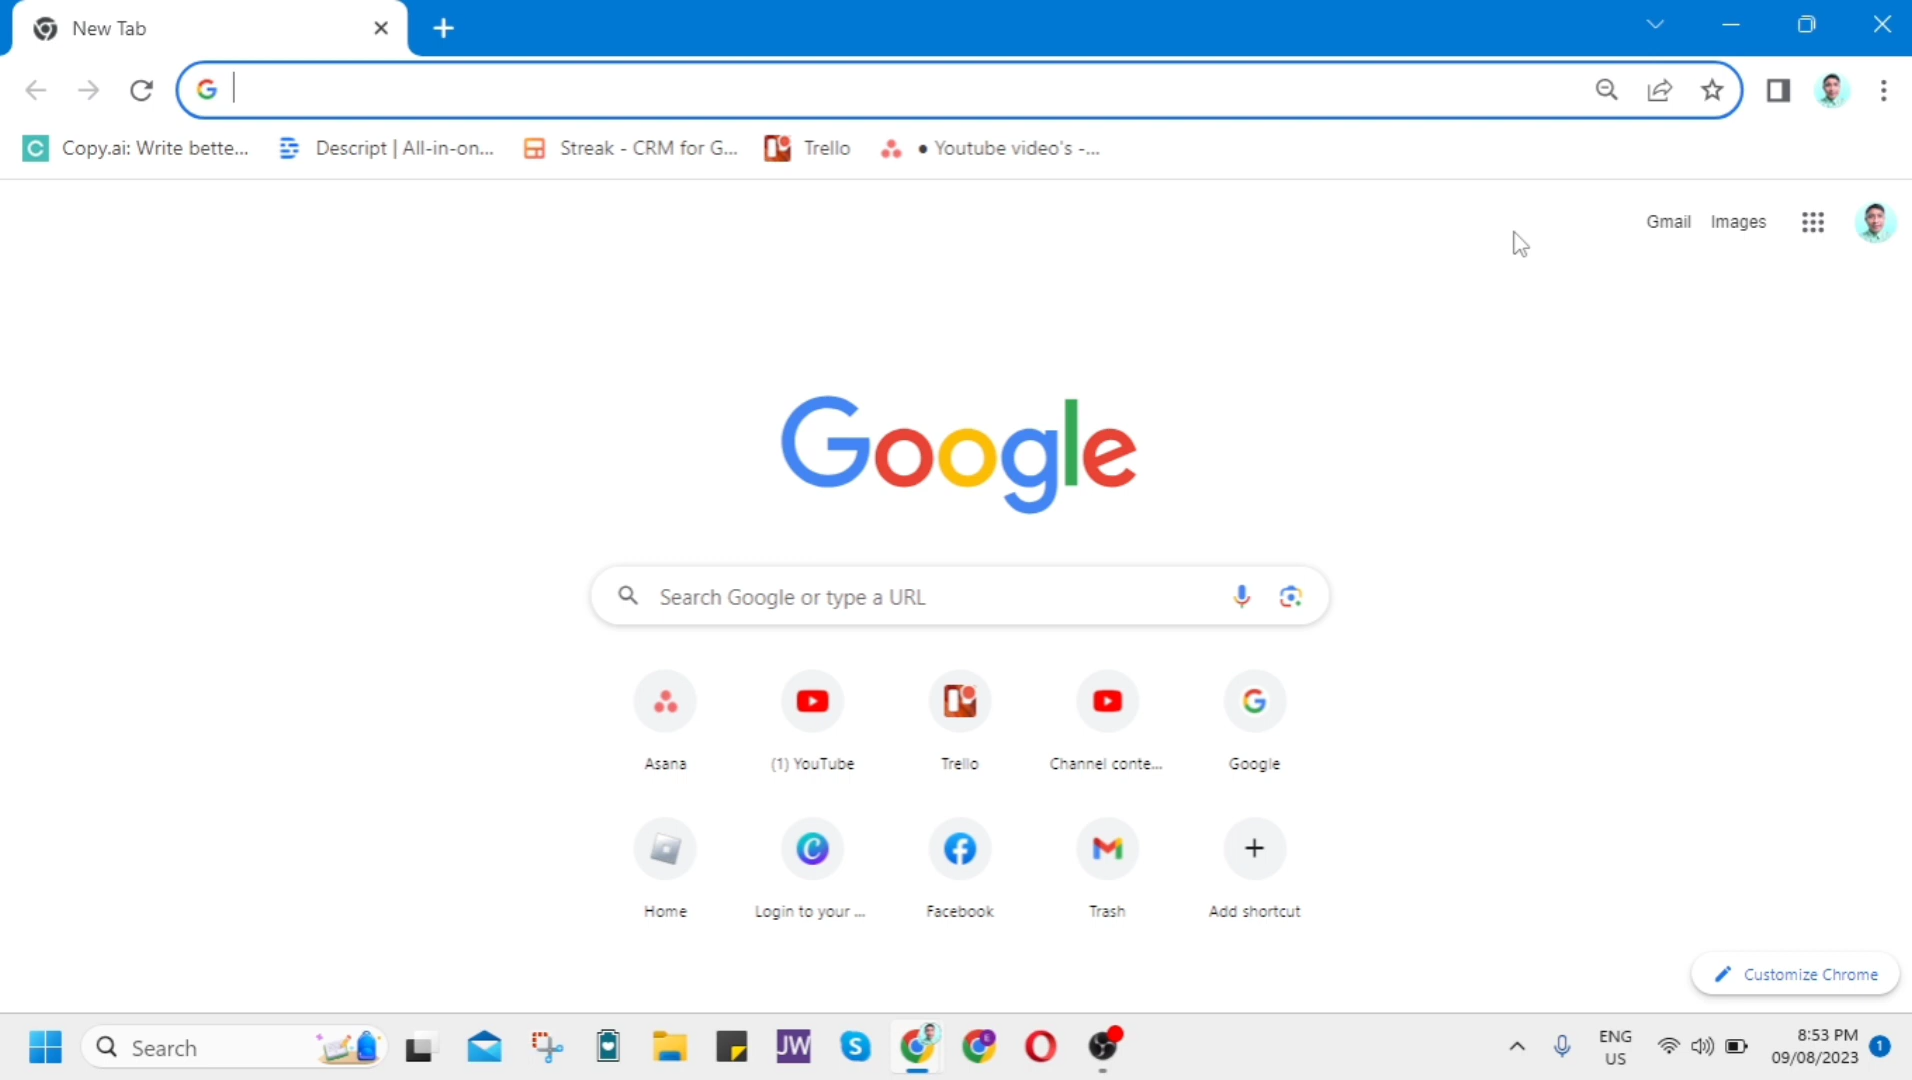 New Tab
Copy.ai: Write bette...
Descript | All-in-on...
Streak - CRM for G...
Trello
● Youtube video's -...
Gmail
Images
Google
Search Google or type a URL
Asana
(1) YouTube
Trello
Channel conte...
Google
Home
Login to your ...
Facebook
Trash
Add shortcut
Customize Chrome
Search
JW
ENG
US
8:53 PM
09/08/2023
1